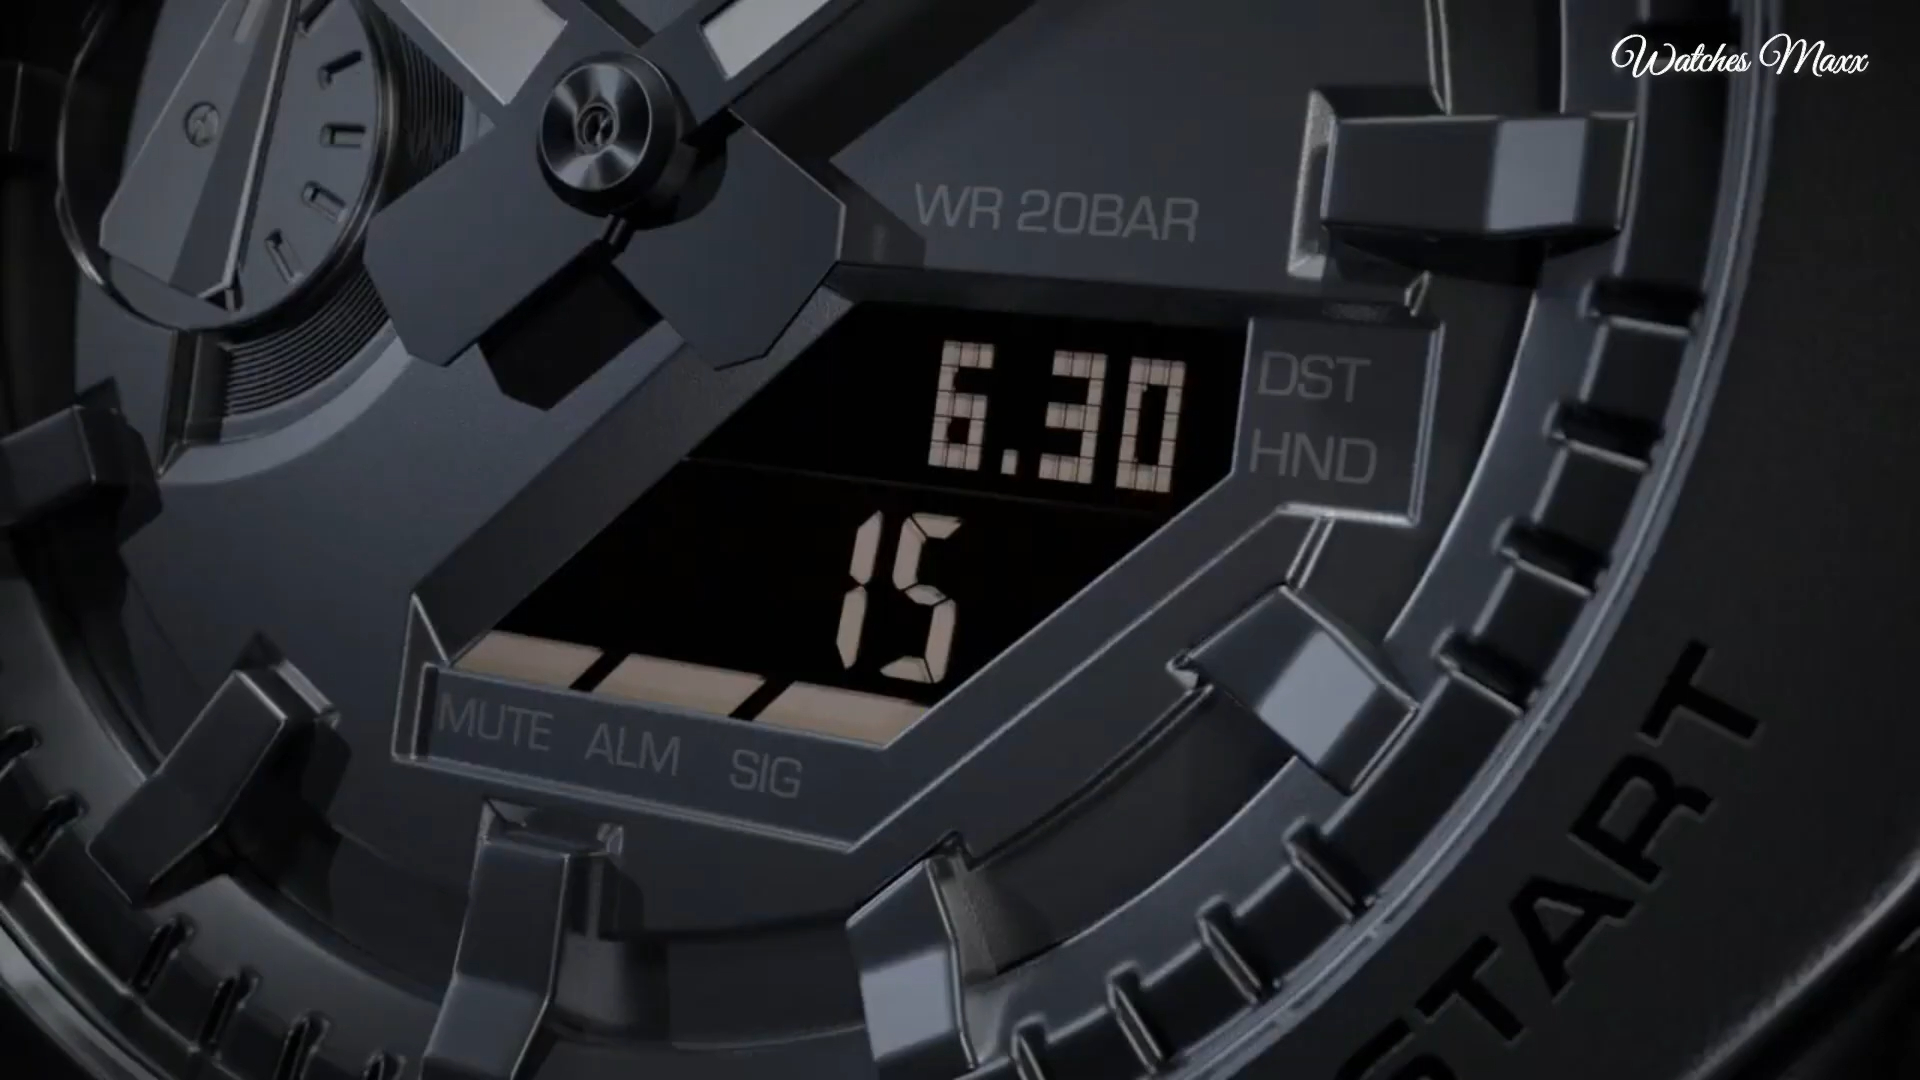 Watches Maxx
WR 20BAR
6.30
DST
HND
15
MUTE ALM SIG
START